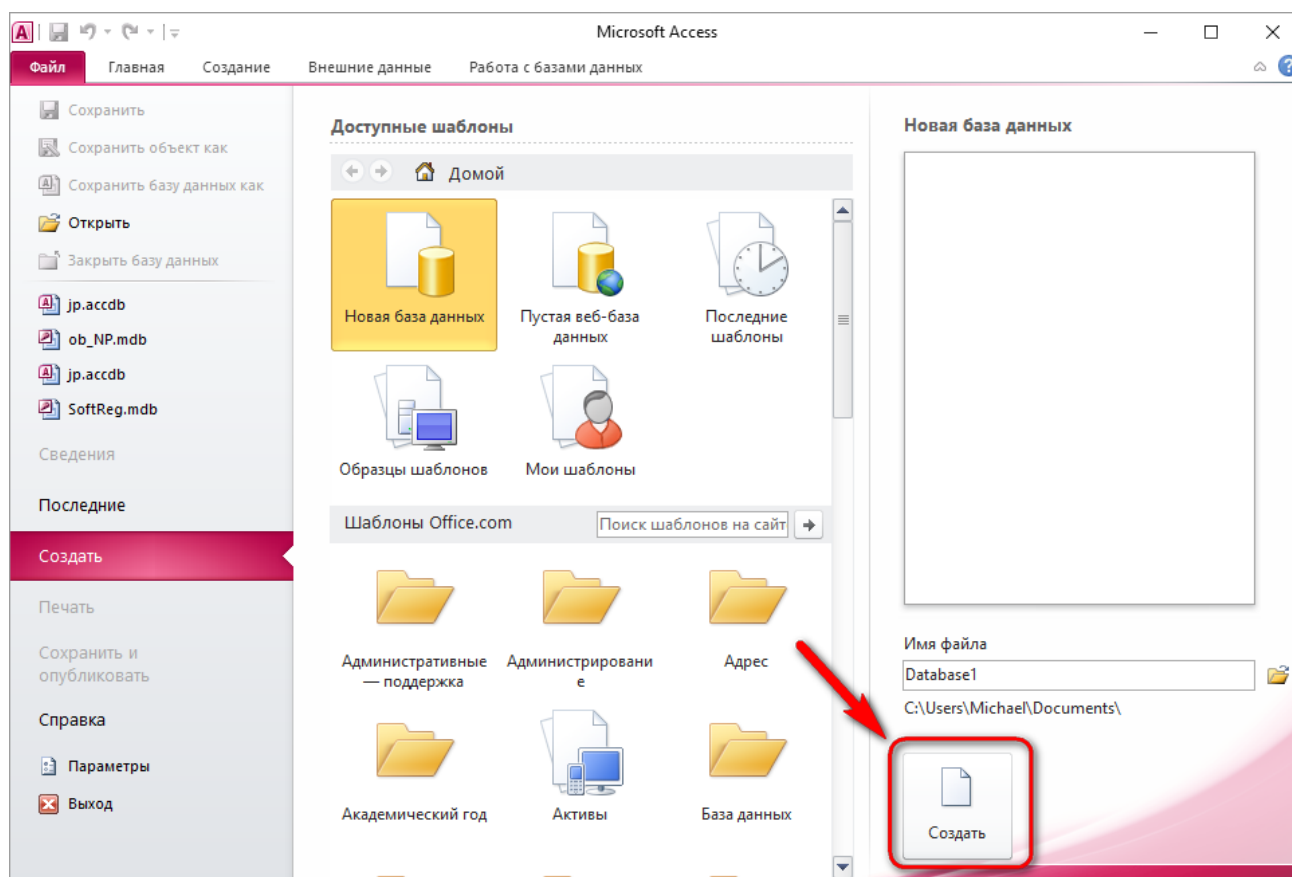 Microsoft Access
Файл
Главная
Создание
Внешние данные
Работа с базами данных
Сохранить
Сохранить объект как
Сохранить базу данных как
Открыть
Закрыть базу данных
jp.accdb
ob_NP.mdb
jp.accdb
SoftReg.mdb
Сведения
Последние
Создать
Печать
Сохранить и
опубликовать
Справка
Параметры
Выход
Доступные шаблоны
Домой
Новая база данных
Пустая веб-база
данных
Последние
шаблоны
Образцы шаблонов
Мои шаблоны
Шаблоны Office.com
Поиск шаблонов на сайт
Административные
— поддержка
Администрировани
е
Адрес
Академический год
Активы
База данных
Новая база данных
Имя файла
Database1
C:\Users\Michael\Documents\
Создать